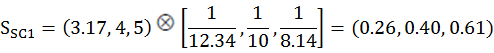 S_SC1 = (3.17, 4, 5) ⊗ [1/12.34, 1/10, 1/8.14] = (0.26, 0.40, 0.61)